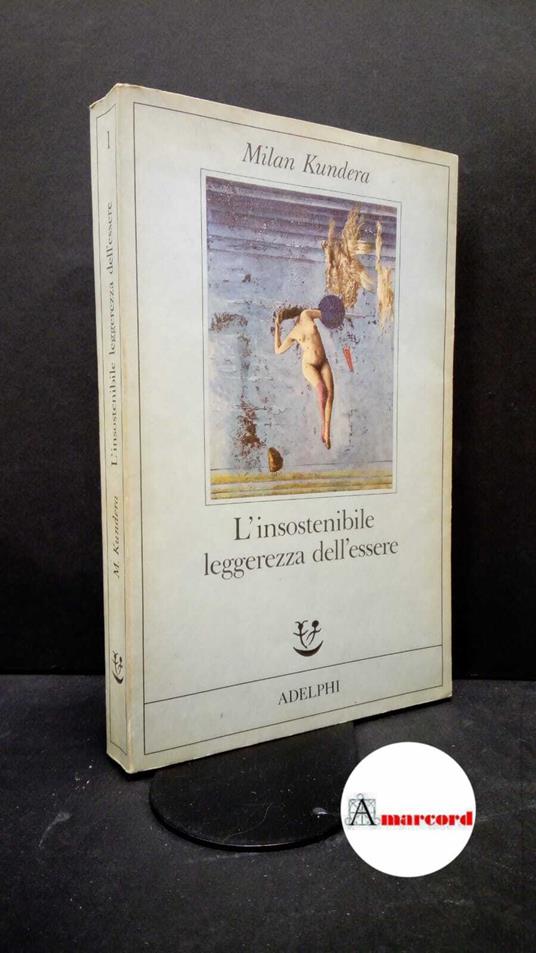 Milan Kundera
L'insostenibile
leggerezza dell'essere
ADELPHI
M. Kundera L'insostenibile leggerezza dell'essere 1
Amarcord